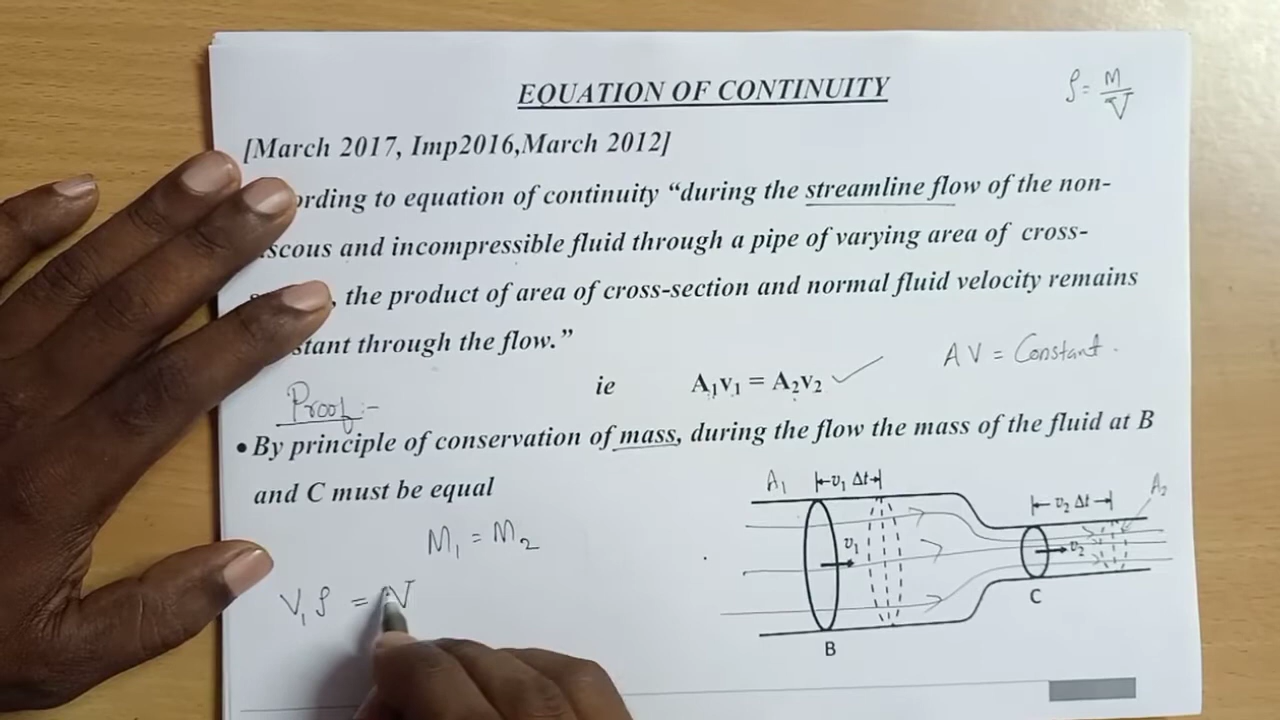 EQUATION OF CONTINUITY
ρ = M/V
[March 2017, Imp2016,March 2012]
to equation of continuity “during the streamline flow of the non-
and incompressible fluid through a pipe of varying area of cross-
, the product of area of cross-section and normal fluid velocity remains
through the flow.”
AV = Constant.
ie A₁v₁ = A₂v₂ ✓
Proof :-
• By principle of conservation of mass, during the flow the mass of the fluid at B
and C must be equal
M₁ = M₂
V₁ρ = V
A₁
v₁ Δt
A₂
v₂ Δt
v₁
v₂
B
C